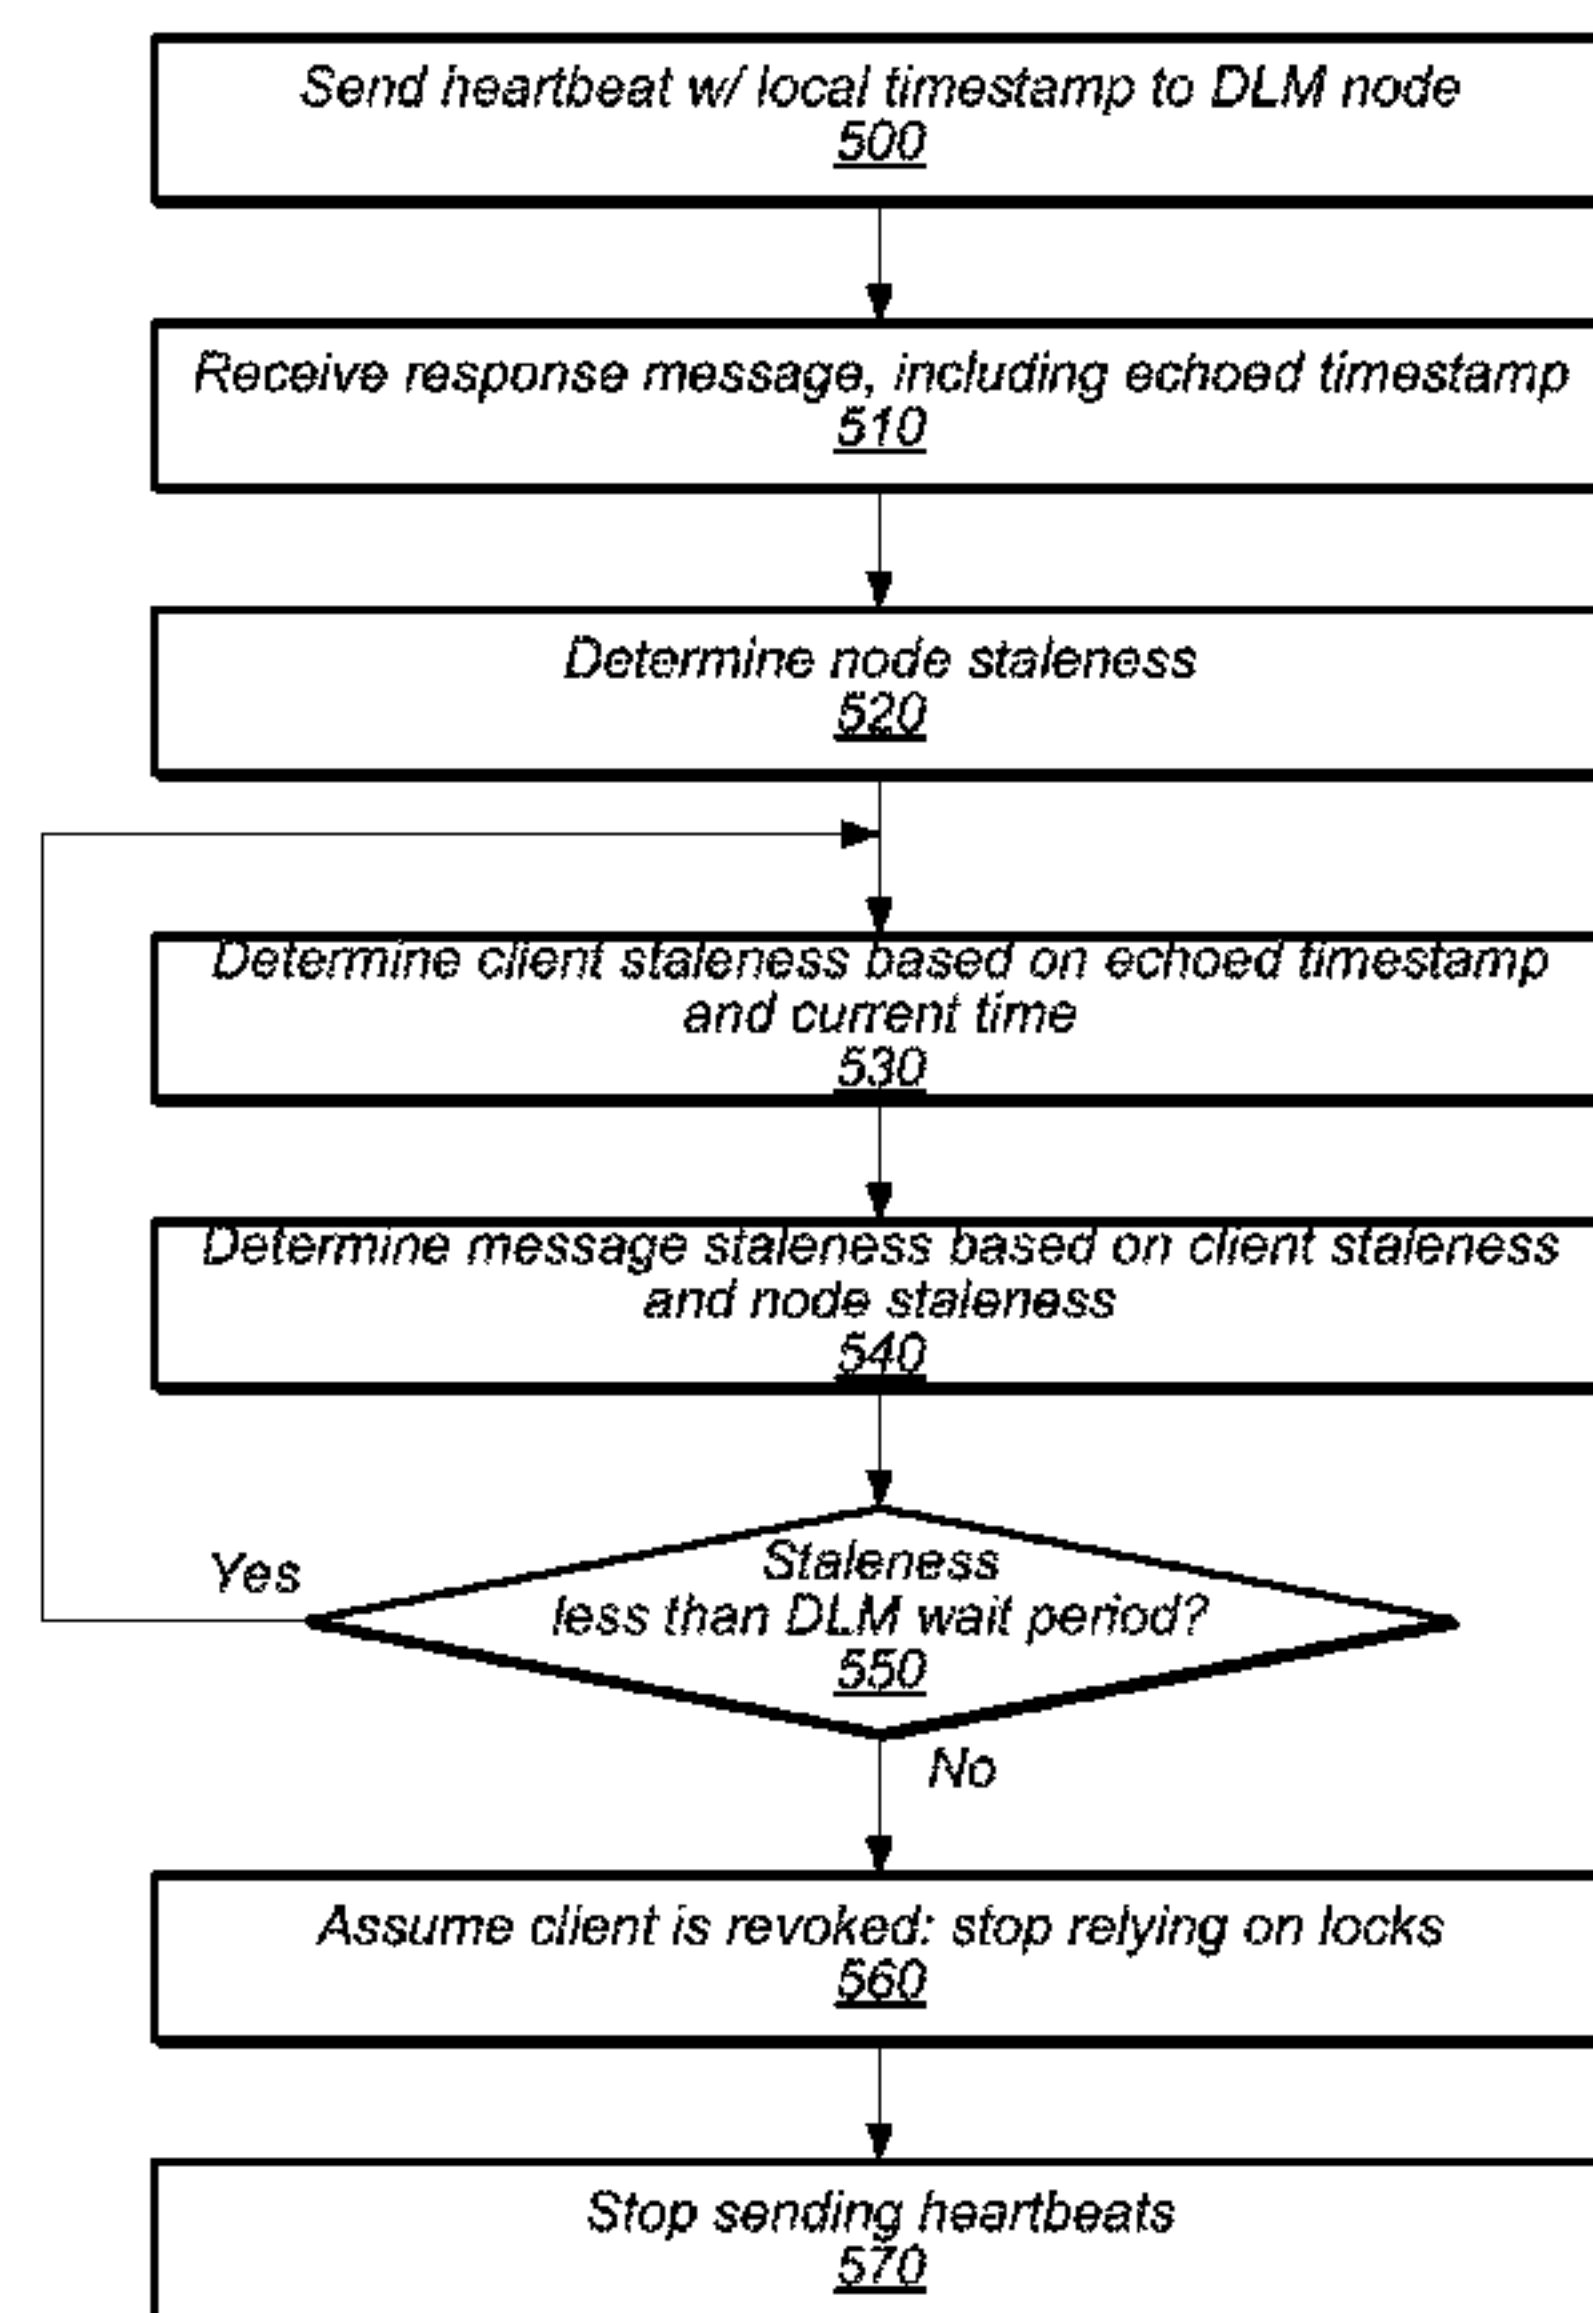 Send heartbeat w/ local timestamp to DLM node
500
Receive response message, including echoed timestamp
510
Determine node staleness
520
Determine client staleness based on echoed timestamp
and current time
530
Determine message staleness based on client staleness
and node staleness
540
Staleness
less than DLM wait period?
550
Yes
No
Assume client is revoked: stop relying on locks
560
Stop sending heartbeats
570